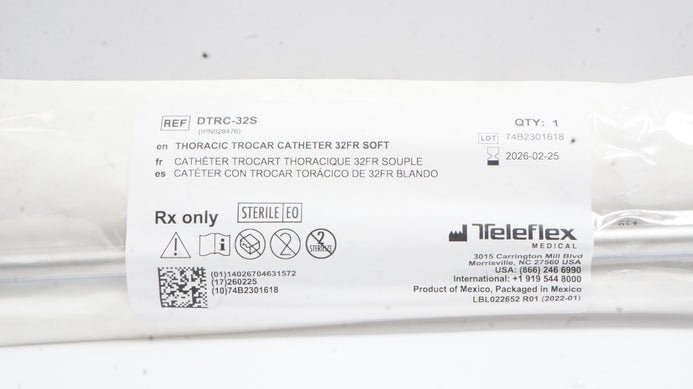 REF DTRC-32S
(IPN028476)
QTY: 1
LOT 74B2301618
2026-02-25
en THORACIC TROCAR CATHETER 32FR SOFT
fr CATHÉTER TROCART THORACIQUE 32FR SOUPLE
es CATÉTER CON TROCAR TORÁCICO DE 32FR BLANDO
Rx only STERILE EO
2 2 STERILIZE
Teleflex
MEDICAL
3015 Carrington Mill Blvd
Morrisville, NC 27560 USA
USA: (866) 246 6990
International: +1 919 544 8000
Product of Mexico, Packaged in Mexico
LBL022652 R01 (2022-01)
(01)14026704631572
(17)260225
(10)74B2301618